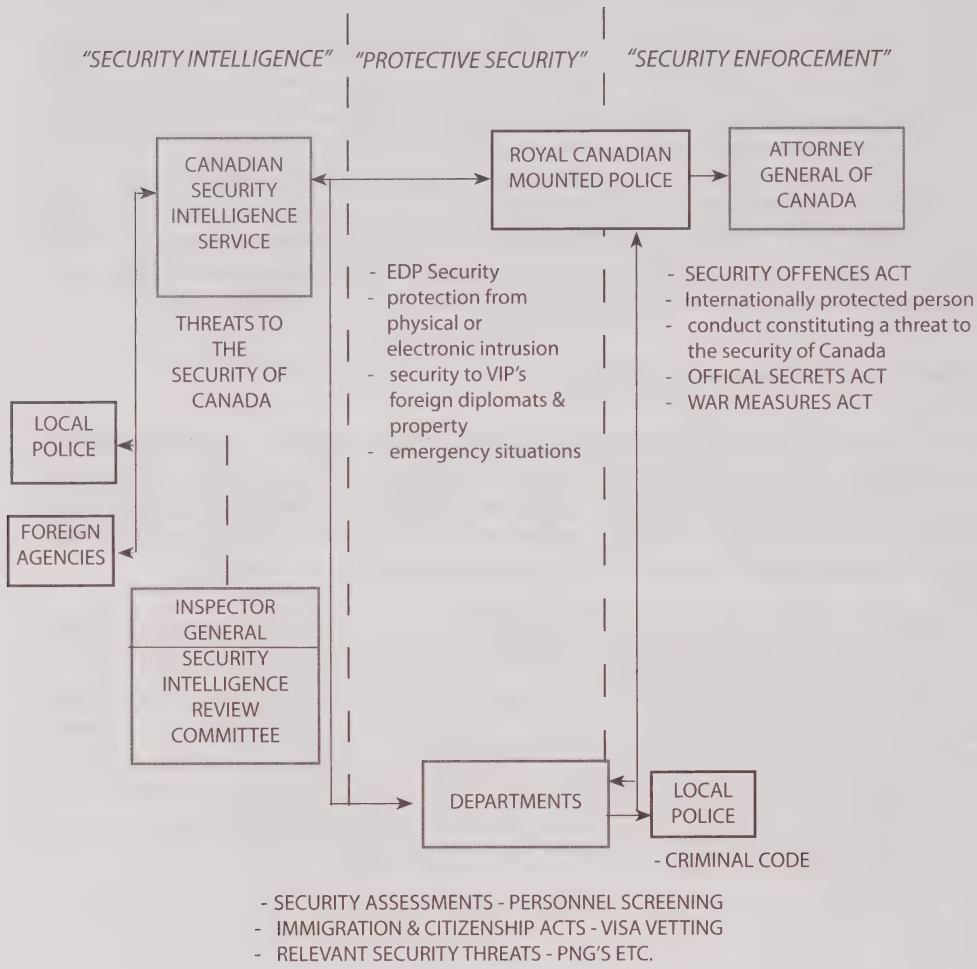 "SECURITY INTELLIGENCE"
"PROTECTIVE SECURITY"
"SECURITY ENFORCEMENT"
CANADIAN
SECURITY
INTELLIGENCE
SERVICE
ROYAL CANADIAN
MOUNTED POLICE
ATTORNEY
GENERAL OF
CANADA
THREATS TO
THE
SECURITY OF
CANADA
- EDP Security
- protection from
physical or
electronic intrusion
- security to VIP's
foreign diplomats &
property
- emergency situations
- SECURITY OFFENCES ACT
- Internationally protected person
- conduct constituting a threat to
the security of Canada
- OFFICAL SECRETS ACT
- WAR MEASURES ACT
LOCAL
POLICE
FOREIGN
AGENCIES
INSPECTOR
GENERAL
SECURITY
INTELLIGENCE
REVIEW
COMMITTEE
DEPARTMENTS
LOCAL
POLICE
- CRIMINAL CODE
- SECURITY ASSESSMENTS - PERSONNEL SCREENING
- IMMIGRATION & CITIZENSHIP ACTS - VISA VETTING
- RELEVANT SECURITY THREATS - PNG'S ETC.